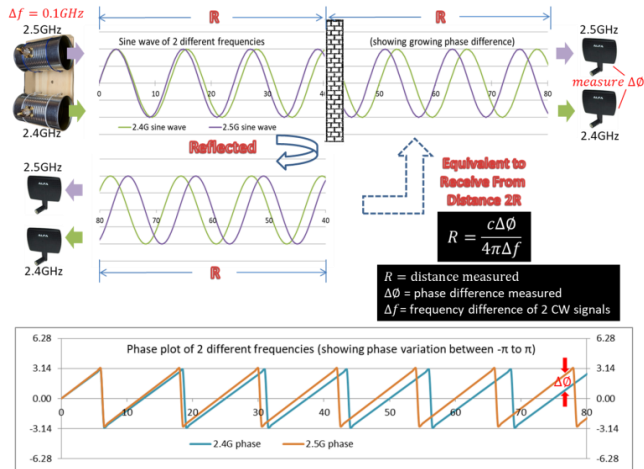 Δf = 0.1GHz
R
R
2.5GHz
Sine wave of 2 different frequencies
(showing growing phase difference)
2.5GHz
measure ΔØ
0
10
20
30
40
50
60
70
80
2.4G sine wave
2.5G sine wave
2.4GHz
2.4GHz
Reflected
2.5GHz
Equivalent to
Receive From
Distance 2R
80
70
60
50
40
2.4GHz
R = cΔØ / 4πΔf
R
R = distance measured
ΔØ = phase difference measured
Δf = frequency difference of 2 CW signals
6.28
6.28
Phase plot of 2 different frequencies (showing phase variation between -π to π)
3.14
3.14
ΔØ
0.00
0.00
0
10
20
30
40
50
60
70
80
-3.14
-3.14
2.4G phase
2.5G phase
-6.28
-6.28